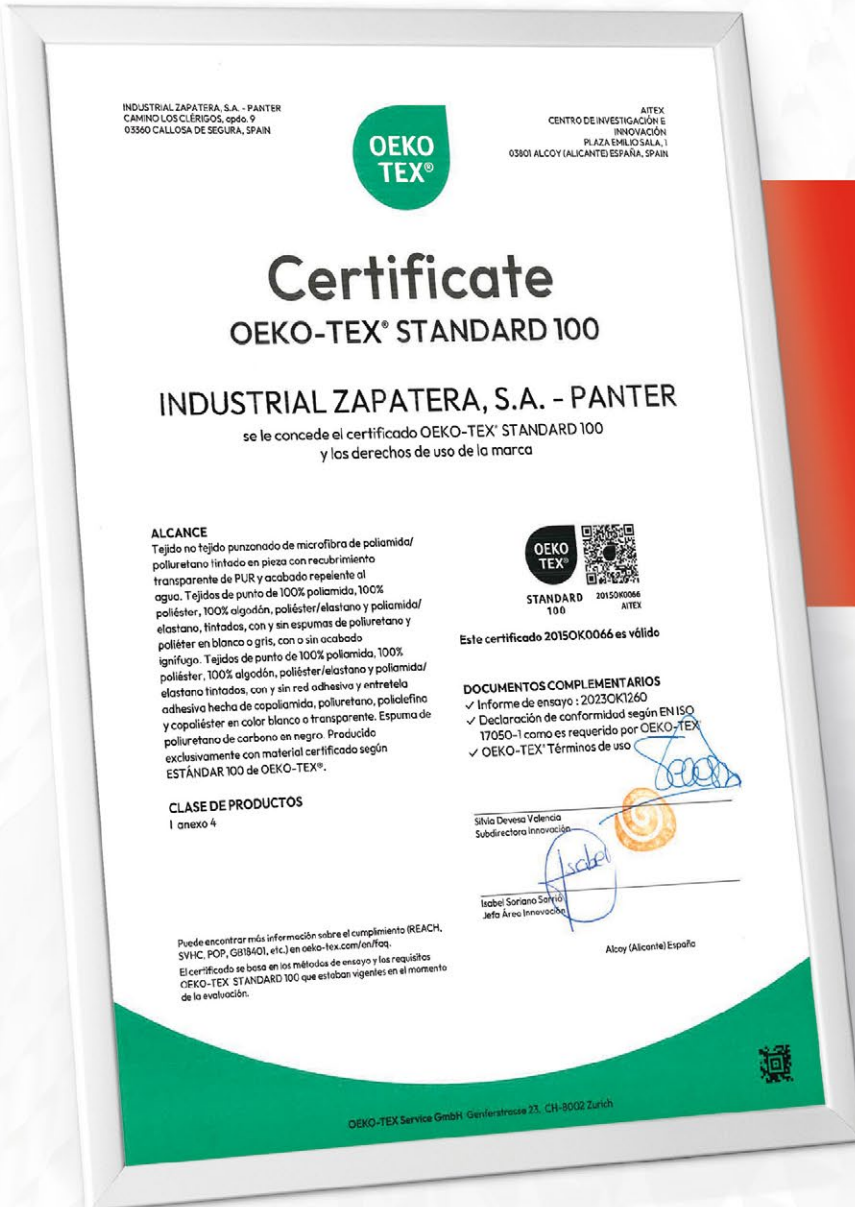 INDUSTRIAL ZAPATERA, S.A. - PANTER
CAMINO LOS CLÉRIGOS, apdo. 9
03360 CALLOSA DE SEGURA, SPAIN
OEKO
TEX®
AITEX
CENTRO DE INVESTIGACIÓN E
INNOVACIÓN
PLAZA EMILIO SALA, 1
03801 ALCOY (ALICANTE) ESPAÑA, SPAIN
Certificate
OEKO-TEX® STANDARD 100
INDUSTRIAL ZAPATERA, S.A. - PANTER
se le concede el certificado OEKO-TEX® STANDARD 100
y los derechos de uso de la marca
ALCANCE
Tejido no tejido punzonado de microfibra de poliamida/
poliuretano tintado en pieza con recubrimiento
transparente de PUR y acabado repelente al
agua. Tejidos de punto de 100% poliamida, 100%
poliéster, 100% algodón, poliéster/elastano y poliamida/
elastano, tintados, con y sin espumas de poliuretano y
poliéter en blanco o gris, con o sin acabado
ignífugo. Tejidos de punto de 100% poliamida, 100%
poliéster, 100% algodón, poliéster/elastano y poliamida/
elastano tintados, con y sin red adhesiva y entretela
adhesiva hecha de copoliamida, poliuretano, polialefina
y copoliéster en color blanco o transparente. Espuma de
poliuretano de carbono en negro. Producido
exclusivamente con material certificado según
ESTÁNDAR 100 de OEKO-TEX®.
CLASE DE PRODUCTOS
I anexo 4
OEKO
TEX®
STANDARD
100
2015OK0066
AITEX
Este certificado 2015OK0066 es válido
DOCUMENTOS COMPLEMENTARIOS
✓ Informe de ensayo : 2023OK1260
✓ Declaración de conformidad según EN ISO
17050-1 como es requerido por OEKO-TEX
✓ OEKO-TEX® Términos de uso
Silvia Devesa Valencia
Subdirectora innovación
Isabel
Isabel Soriano Sarrió
Jefa Área Innovación
Alcoy (Alicante) España
Puede encontrar más información sobre el cumplimiento (REACH,
SVHC, POP, GB18401, etc.) en oeko-tex.com/en/faq.
El certificado se basa en los métodos de ensayo y los requisitos
OEKO-TEX STANDARD 100 que estaban vigentes en el momento
de la evaluación.
OEKO-TEX Service GmbH Genferstrasse 23, CH-8002 Zurich